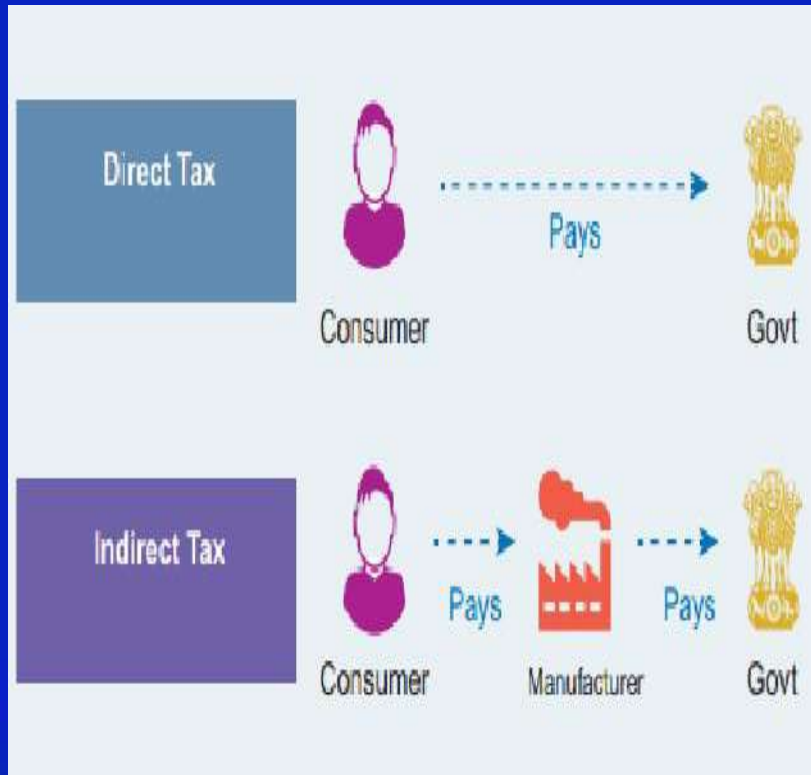 Direct Tax
Pays
Consumer
Govt
Indirect Tax
Pays
Pays
Consumer
Manufacturer
Govt